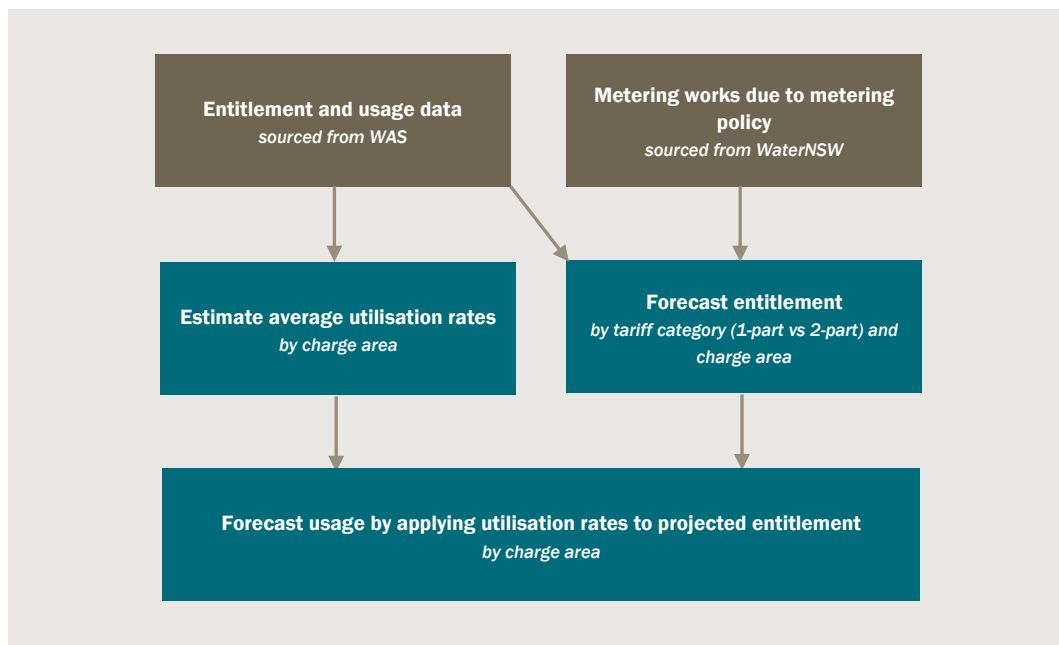 Entitlement and usage data
sourced from WAS
Metering works due to metering
policy
sourced from WaterNSW
Estimate average utilisation rates
by charge area
Forecast entitlement
by tariff category (1-part vs 2-part) and
charge area
Forecast usage by applying utilisation rates to projected entitlement
by charge area